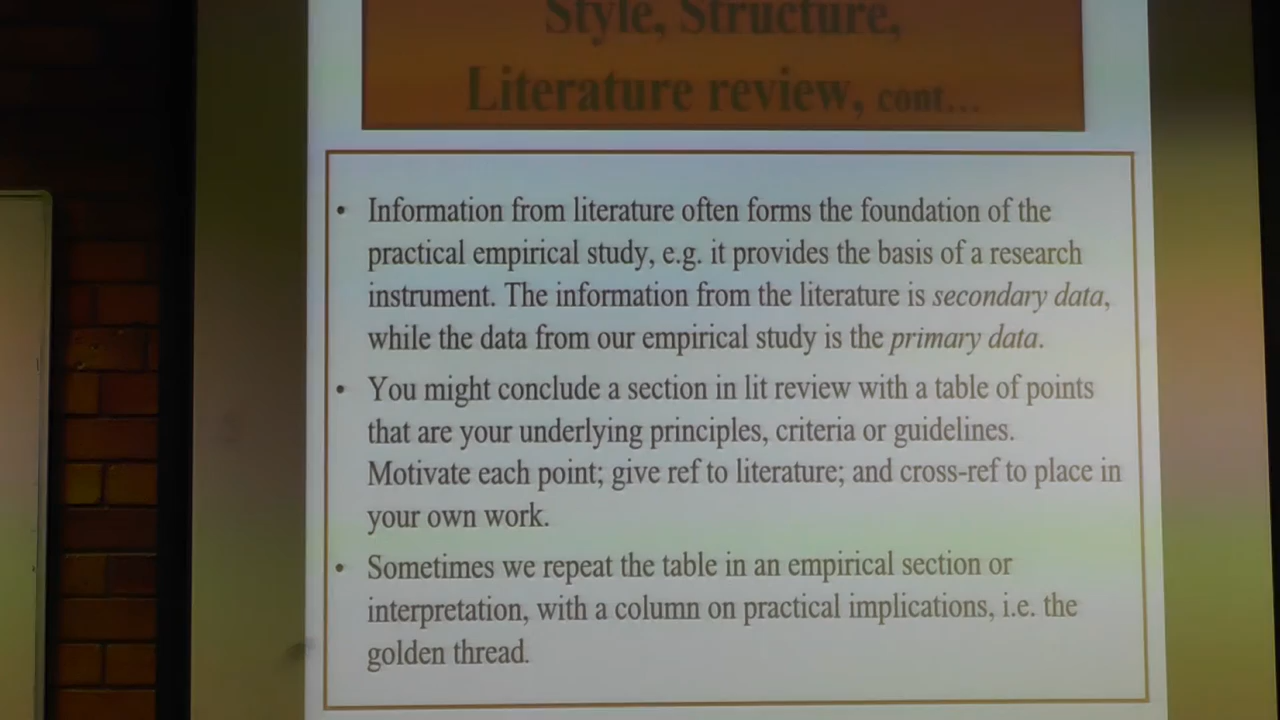 Style, Structure,
Literature review, cont...
• Information from literature often forms the foundation of the
practical empirical study, e.g. it provides the basis of a research
instrument. The information from the literature is secondary data,
while the data from our empirical study is the primary data.
• You might conclude a section in lit review with a table of points
that are your underlying principles, criteria or guidelines.
Motivate each point; give ref to literature; and cross-ref to place in
your own work.
• Sometimes we repeat the table in an empirical section or
interpretation, with a column on practical implications, i.e. the
golden thread.